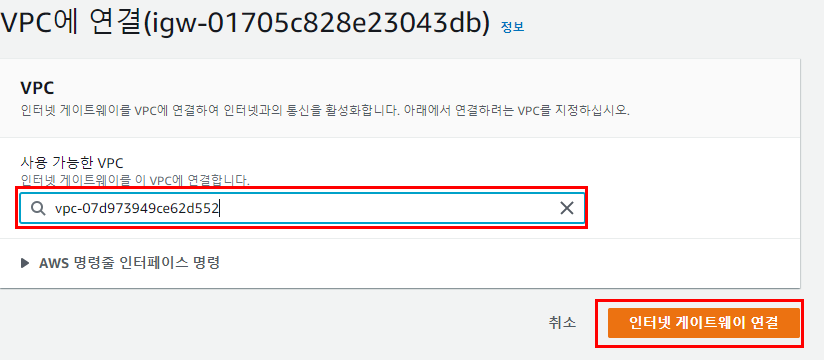 VPC에 연결(igw-01705c828e23043db) 정보
VPC
인터넷 게이트웨이를 VPC에 연결하여 인터넷과의 통신을 활성화합니다. 아래에서 연결하려는 VPC를 지정하십시오.
사용 가능한 VPC
인터넷 게이트웨이를 이 VPC에 연결합니다.
vpc-07d973949ce62d552
AWS 명령줄 인터페이스 명령
취소 인터넷 게이트웨이 연결